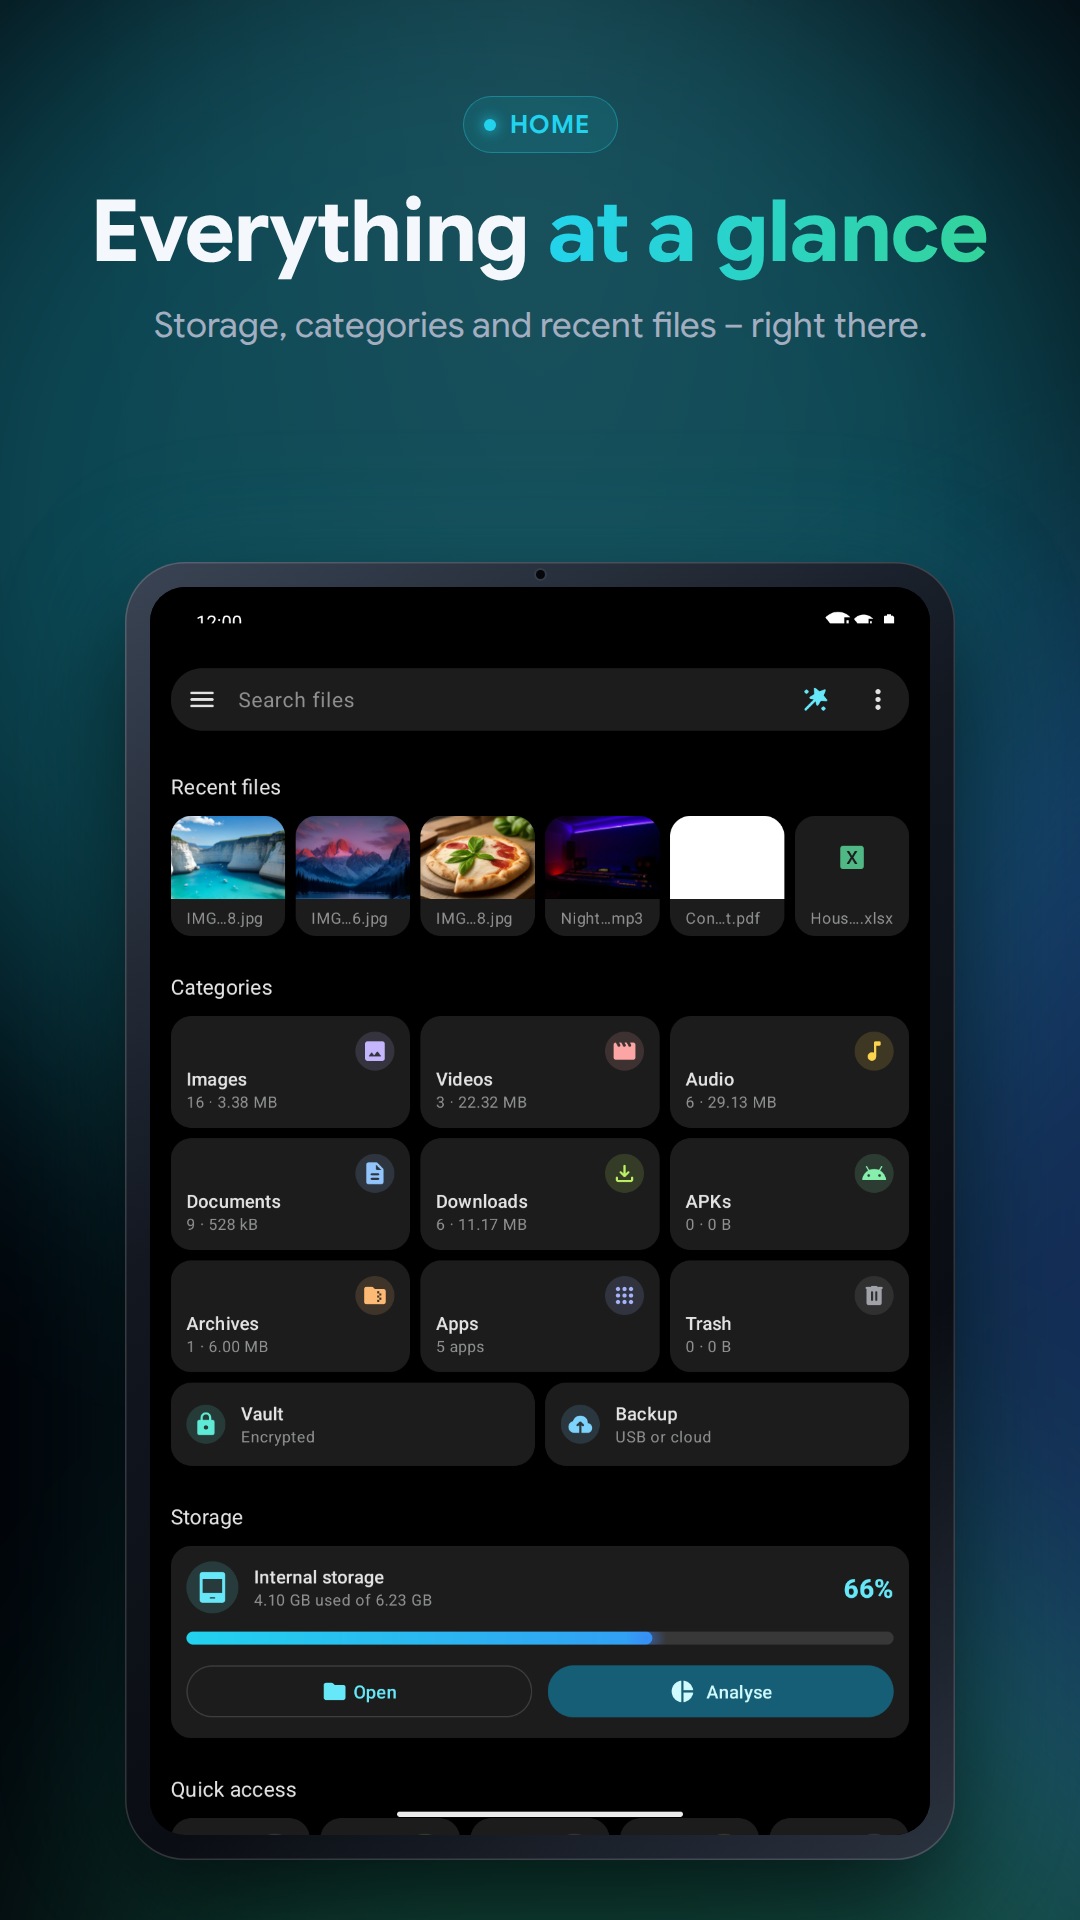 HOME
Everything at a glance
Storage, categories and recent files – right there.
12:00
Search files
Recent files
IMG...8.jpg
IMG...6.jpg
IMG...8.jpg
Night...mp3
Con...t.pdf
Hous....xlsx
Categories
Images
16 · 3.38 MB
Videos
3 · 22.32 MB
Audio
6 · 29.13 MB
Documents
9 · 528 kB
Downloads
6 · 11.17 MB
APKs
0 · 0 B
Archives
1 · 6.00 MB
Apps
5 apps
Trash
0 · 0 B
Vault
Encrypted
Backup
USB or cloud
Storage
Internal storage
4.10 GB used of 6.23 GB
66%
Open
Analyse
Quick access